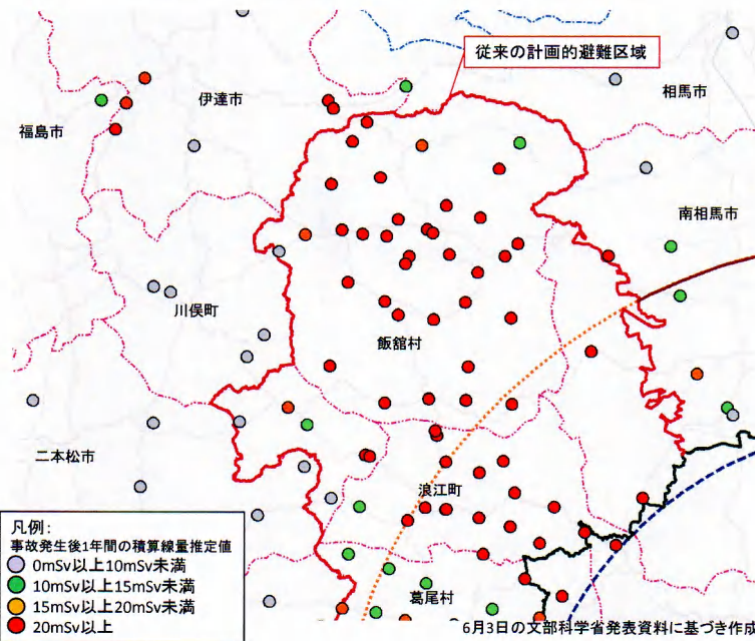 従来の計画的避難区域
伊達市
相馬市
福島市
南相馬市
川俣町
飯舘村
二本松市
浪江町
葛尾村
凡例:
事故発生後1年間の積算線量推定値
0mSv以上10mSv未満
10mSv以上15mSv未満
15mSv以上20mSv未満
20mSv以上
6月3日の文部科学省発表資料に基づき作成